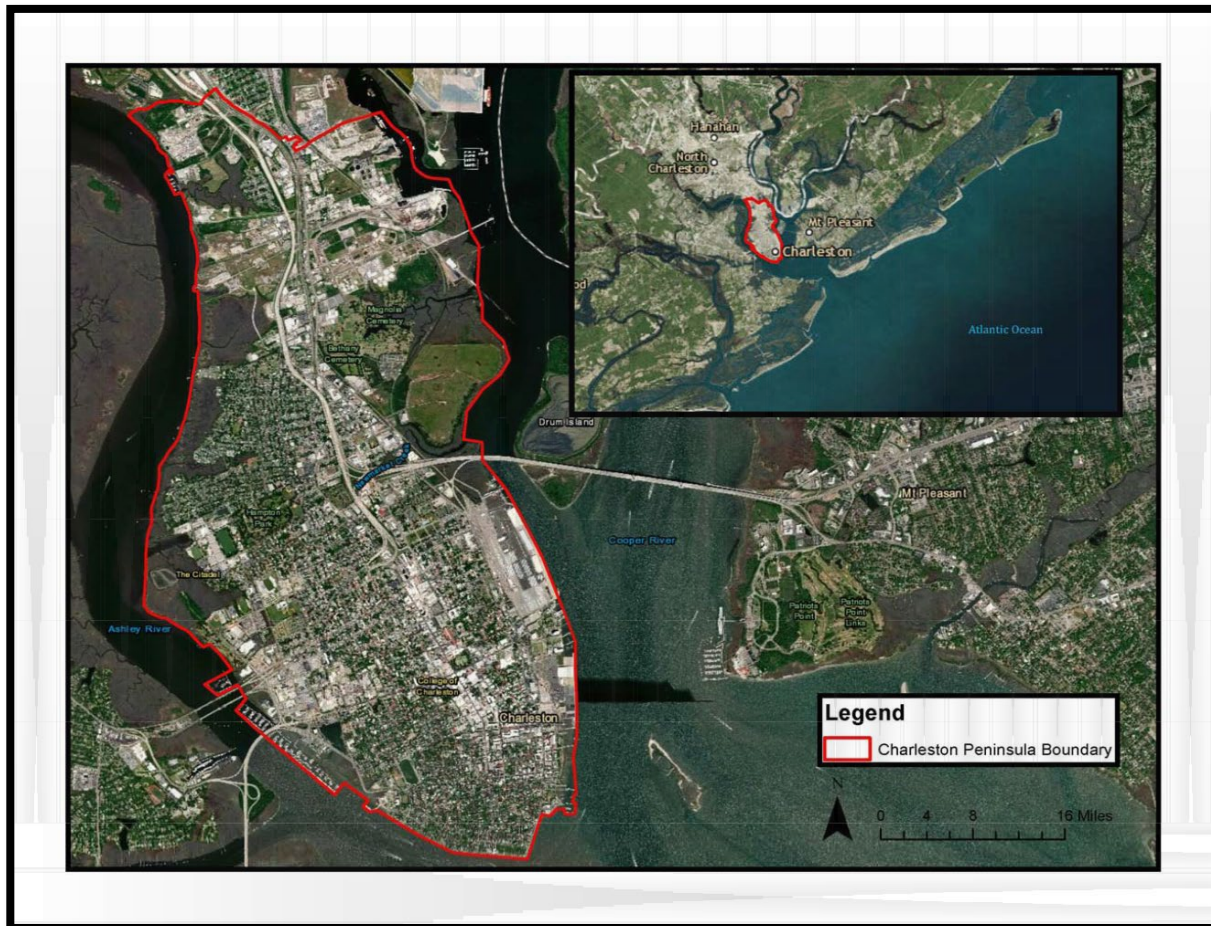 Hanahan
North
Charleston
Mt Pleasant
Charleston
Atlantic Ocean
Magnolia
Cemetery
Bethany
Cemetery
Drum Island
Mt Pleasant
Hampton
Park
Cooper River
The Citadel
Ashley River
Patriots
Point
Patriots
Point
Links
College of
Charleston
Charleston
Legend
Charleston Peninsula Boundary
N
0 4 8 16 Miles